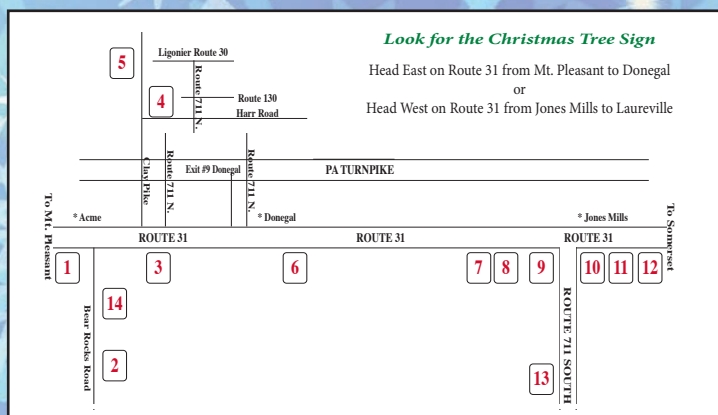 Look for the Christmas Tree Sign
Head East on Route 31 from Mt. Pleasant to Donegal
or
Head West on Route 31 from Jones Mills to Laureville
5
Ligonier Route 30
Route 711 N.
4
Route 130
Harr Road
Clay Pike
Route 711 N.
Exit #9 Donegal
Route 711 N.
PA TURNPIKE
To Mt. Pleasant
* Acme
* Donegal
* Jones Mills
To Somerset
ROUTE 31
ROUTE 31
ROUTE 31
1
3
6
7
8
9
10
11
12
Bear Rocks Road
14
2
13
ROUTE 711 SOUTH